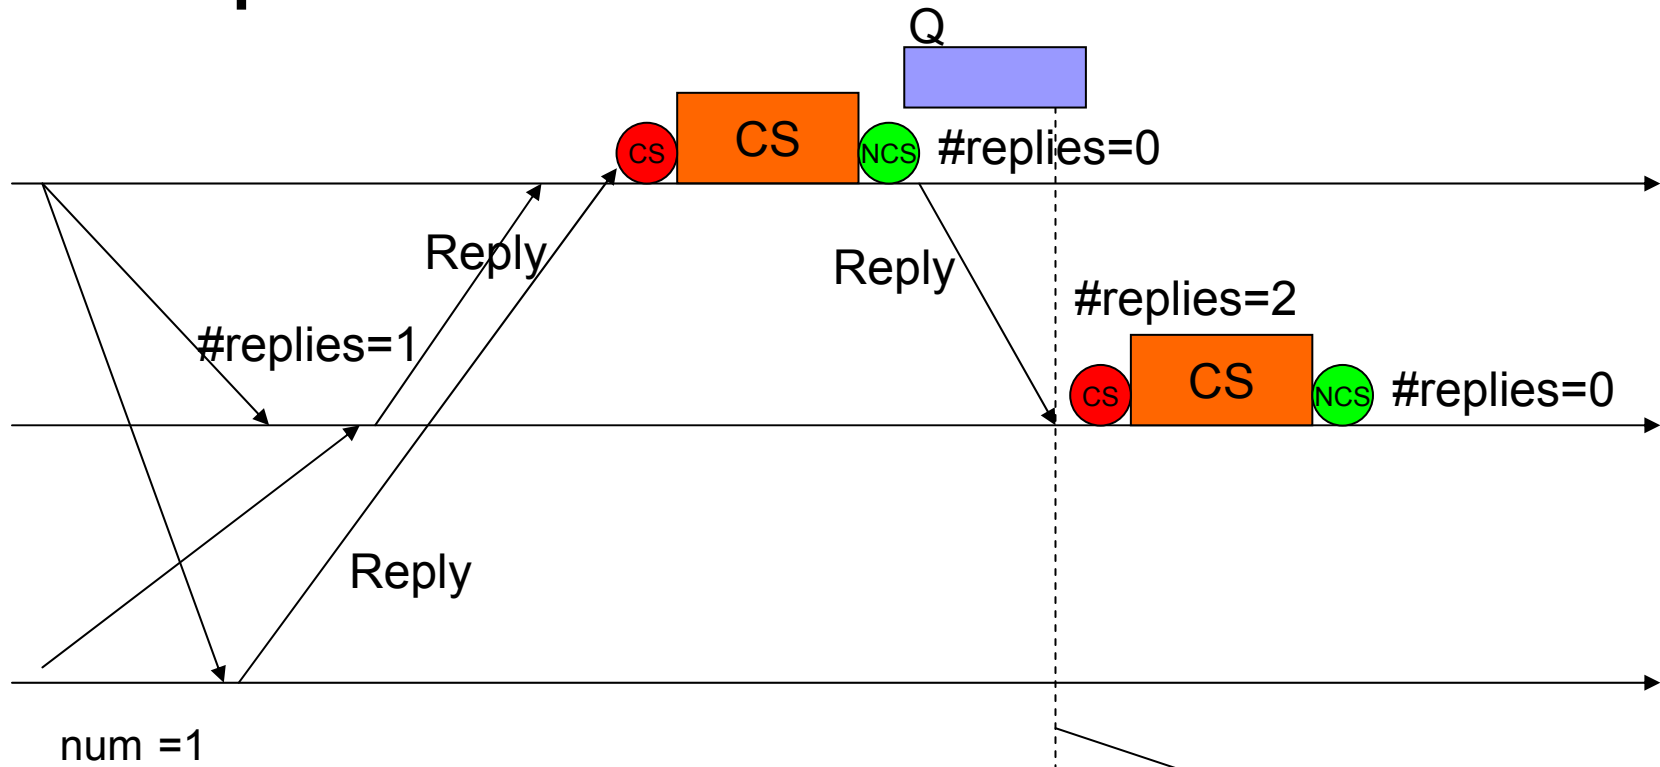 Q
CS
CS
NCS
#replies=0
Reply
Reply
#replies=2
#replies=1
CS
CS
NCS
#replies=0
Reply
num =1